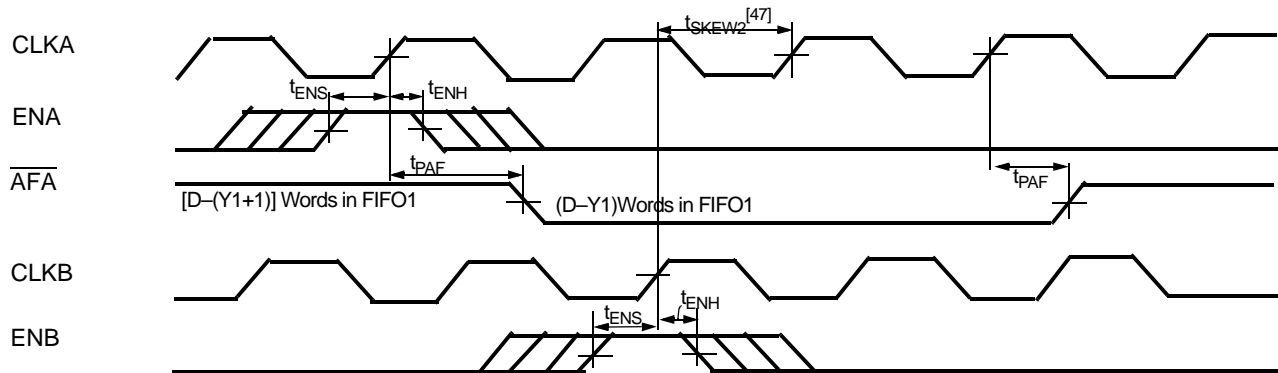 tSKEW2[47]
CLKA
tENS
tENH
ENA
tPAF
AFA
tPAF
[D–(Y1+1)] Words in FIFO1
(D–Y1)Words in FIFO1
CLKB
tENS
tENH
ENB